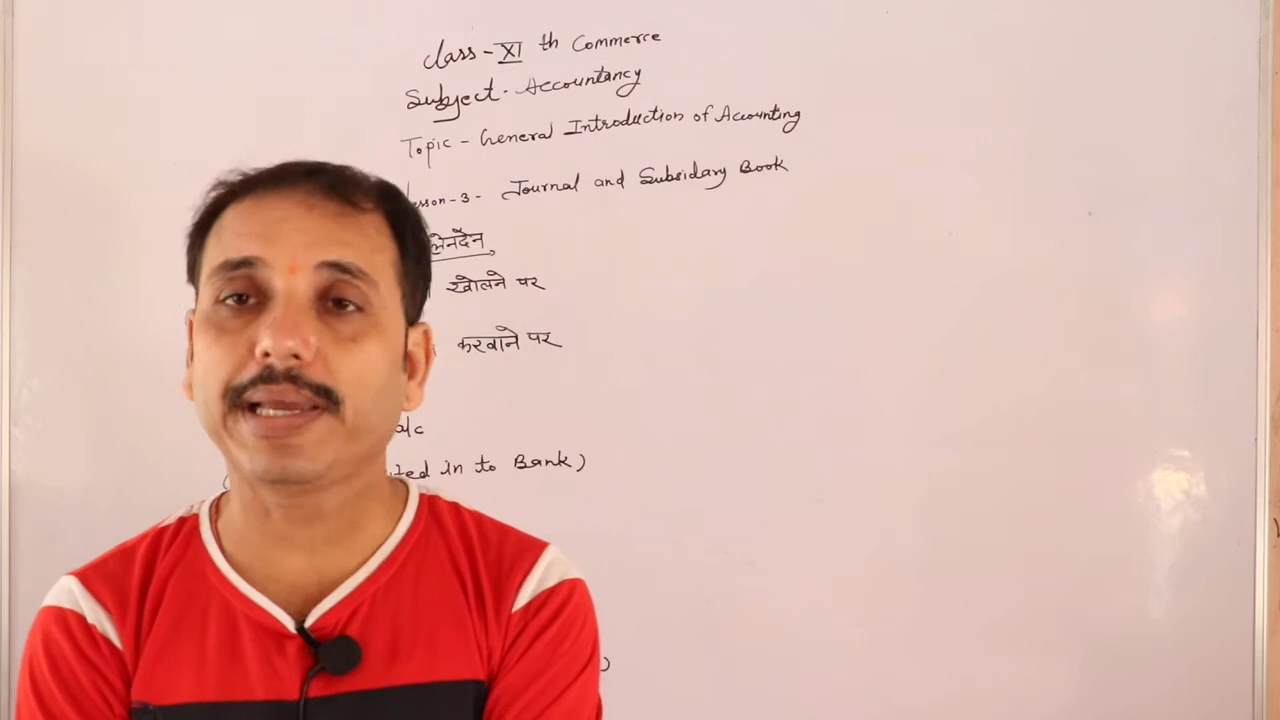 Class - XI th Commerce
Subject - Accountancy
Topic - General Introduction of Accounting
Lesson - 3 - Journal and Subsidary Book
लेनदेन
खोलने पर
करवाने पर
a/c
in to Bank)